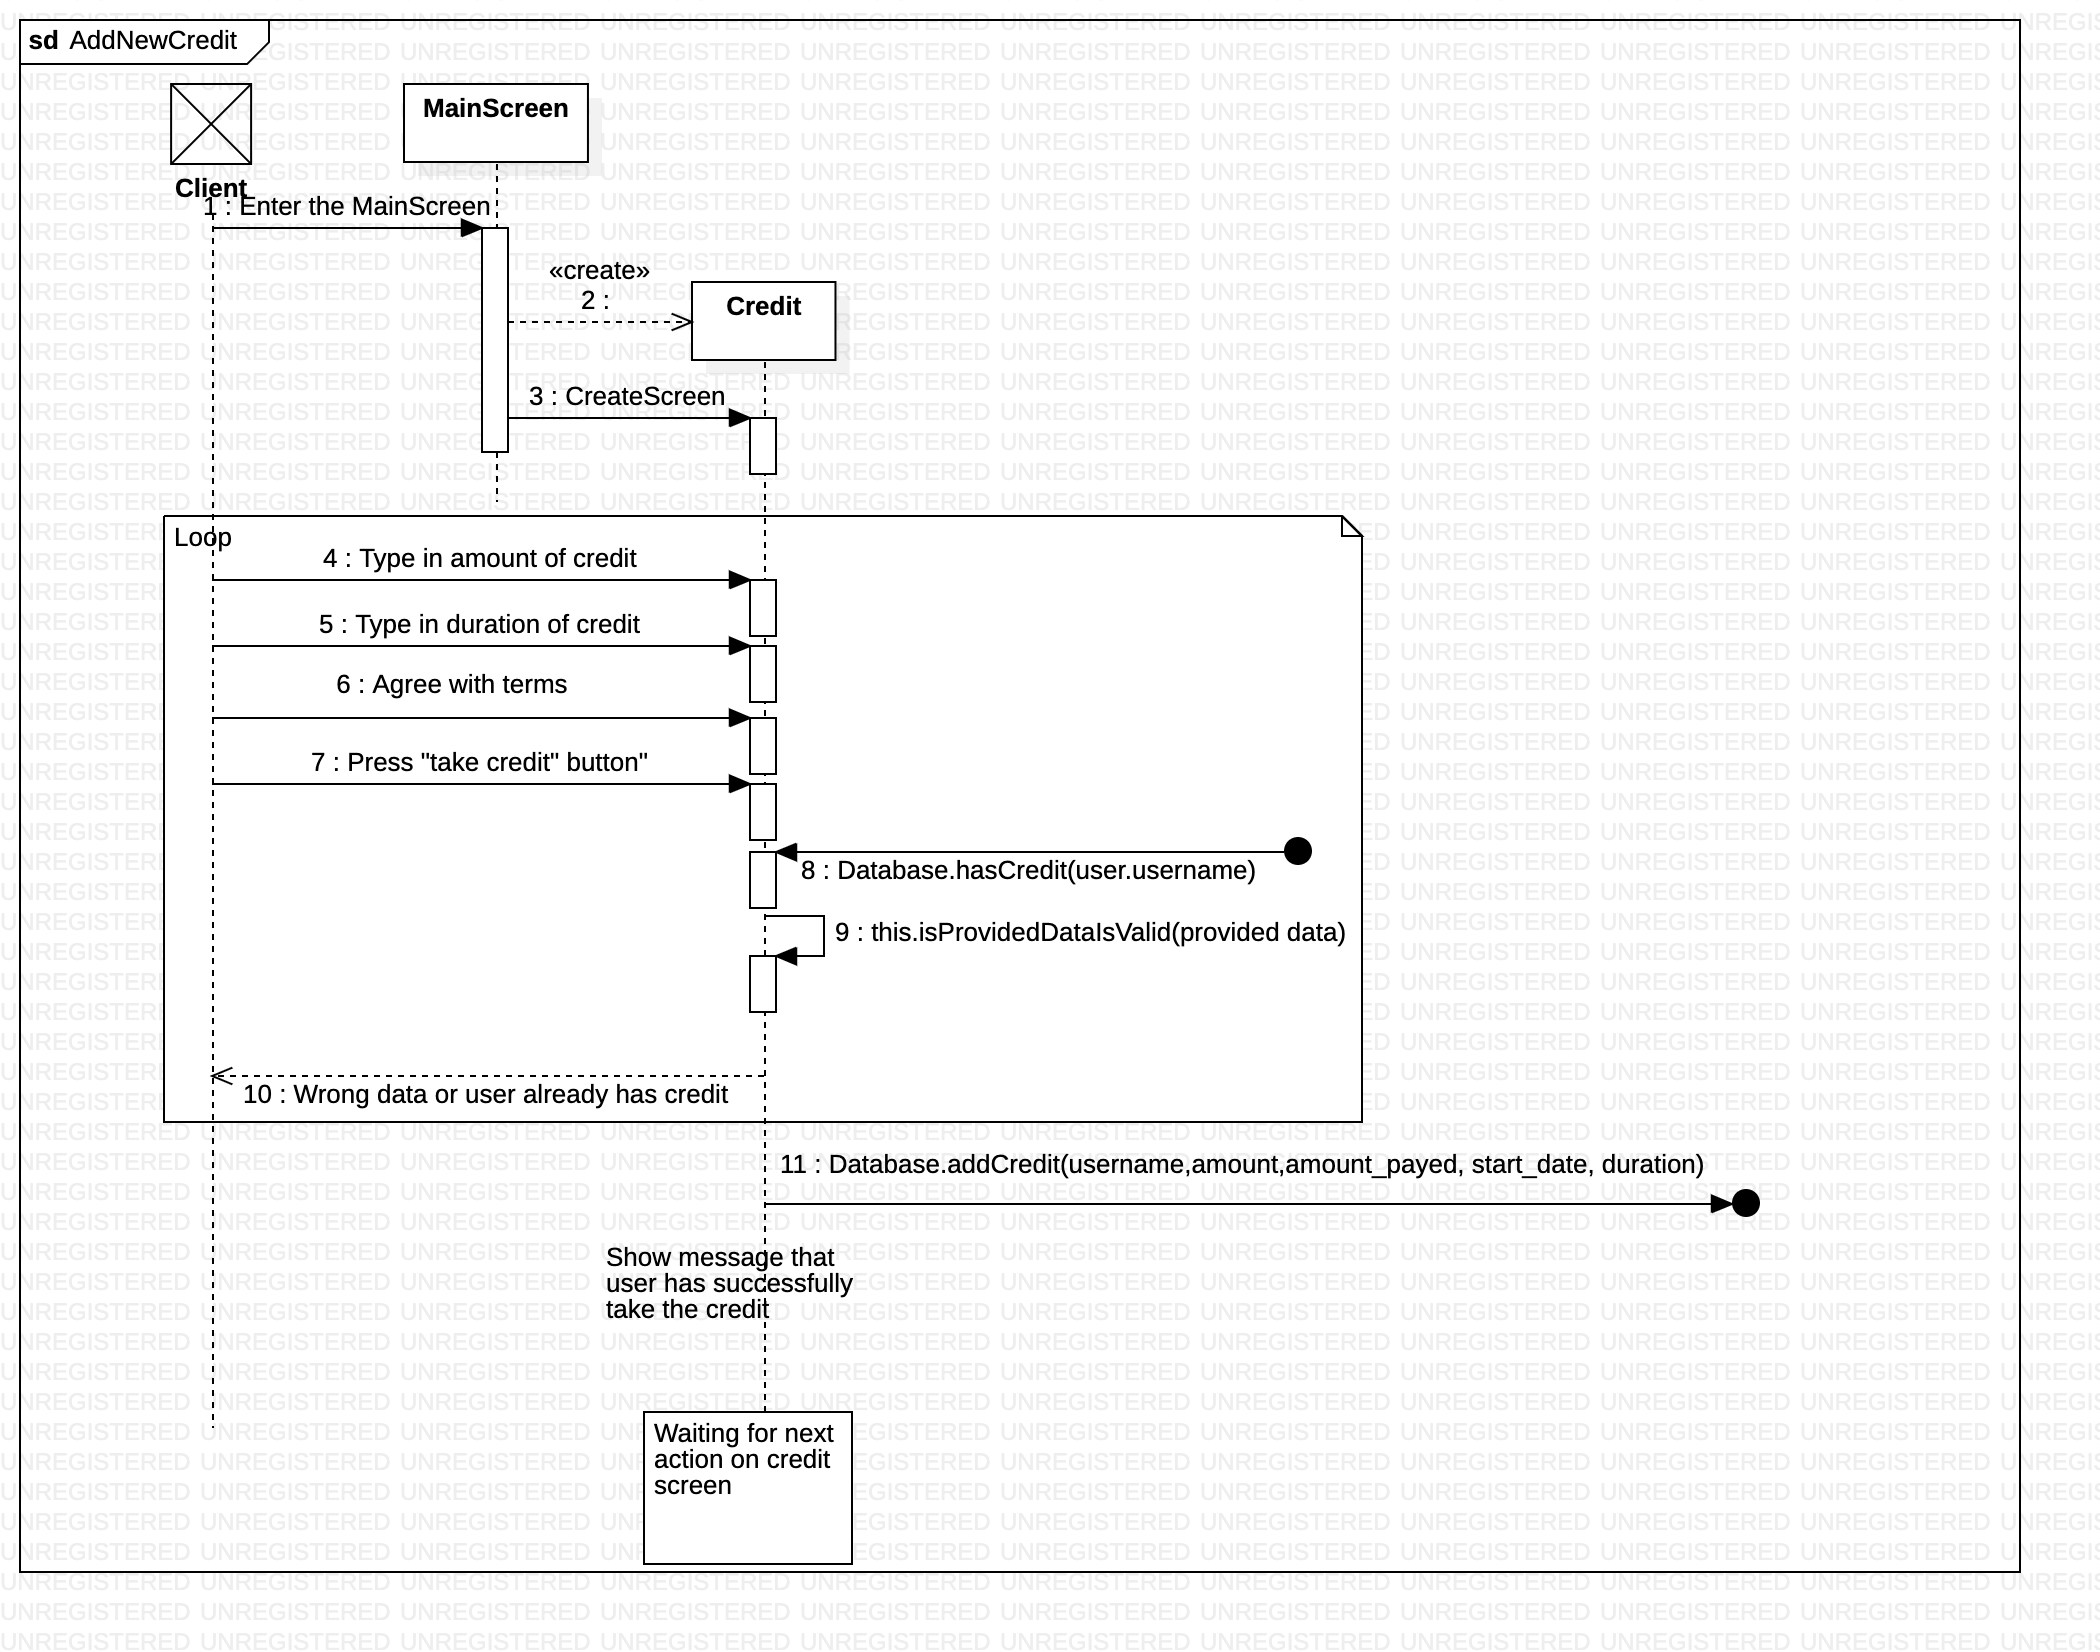 sd AddNewCredit
MainScreen
Client
1 : Enter the MainScreen
«create»
2 :
Credit
3 : CreateScreen
Loop
4 : Type in amount of credit
5 : Type in duration of credit
6 : Agree with terms
7 : Press "take credit" button"
8 : Database.hasCredit(user.username)
9 : this.isProvidedDataIsValid(provided data)
10 : Wrong data or user already has credit
11 : Database.addCredit(username,amount,amount_payed, start_date, duration)
Show message that
user has successfully
take the credit
Waiting for next
action on credit
screen
UNREGISTERED